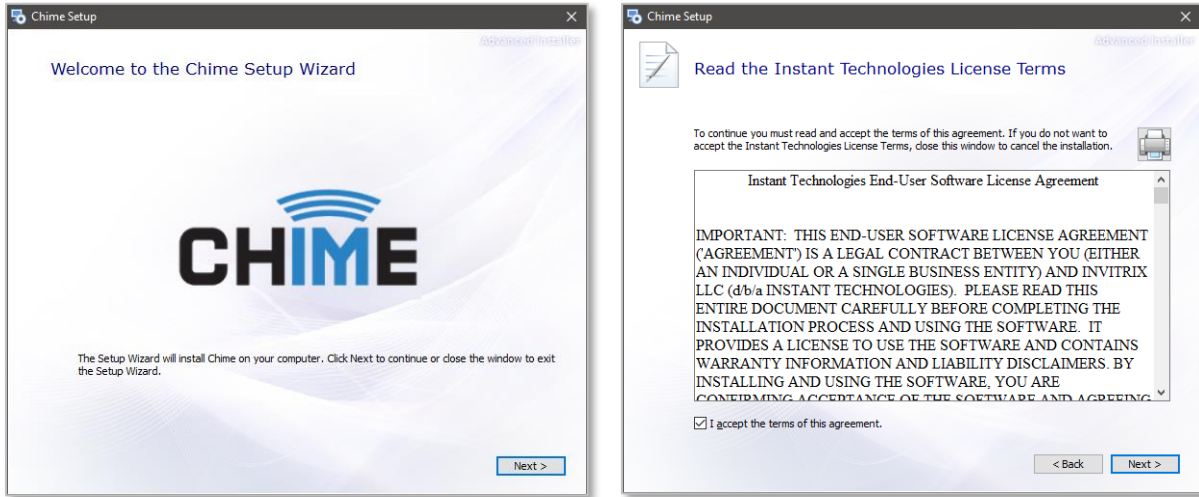 Chime Setup
Advanced Installer
Welcome to the Chime Setup Wizard
CHIME
The Setup Wizard will install Chime on your computer. Click Next to continue or close the window to exit
the Setup Wizard.
Next >
Chime Setup
Advanced Installer
Read the Instant Technologies License Terms
To continue you must read and accept the terms of this agreement. If you do not want to
accept the Instant Technologies License Terms, close this window to cancel the installation.
Instant Technologies End-User Software License Agreement
IMPORTANT:  THIS END-USER SOFTWARE LICENSE AGREEMENT
('AGREEMENT') IS A LEGAL CONTRACT BETWEEN YOU (EITHER
AN INDIVIDUAL OR A SINGLE BUSINESS ENTITY) AND INVITRIX
LLC (d/b/a INSTANT TECHNOLOGIES).  PLEASE READ THIS
ENTIRE DOCUMENT CAREFULLY BEFORE COMPLETING THE
INSTALLATION PROCESS AND USING THE SOFTWARE.  IT
PROVIDES A LICENSE TO USE THE SOFTWARE AND CONTAINS
WARRANTY INFORMATION AND LIABILITY DISCLAIMERS. BY
INSTALLING AND USING THE SOFTWARE, YOU ARE
CONFIRMING ACCEPTANCE OF THE SOFTWARE AND AGREEING
I accept the terms of this agreement.
< Back
Next >